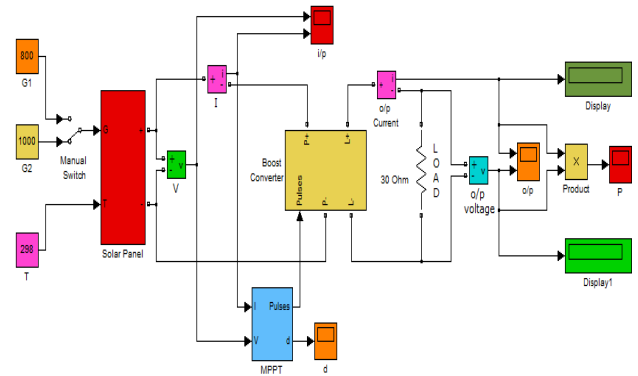 800
G1
1000
G2
Manual
Switch
298
T
G
T
+
-
Solar Panel
+
-
I
+
-
v
V
i/p
P+
L+
Pulses
P-
L-
Boost
Converter
+
-
o/p
Current
30 Ohm
L
O
A
D
+
-
v
o/p
voltage
o/p
X
Product
P
Display
Display1
I
V
Pulses
d
MPPT
d